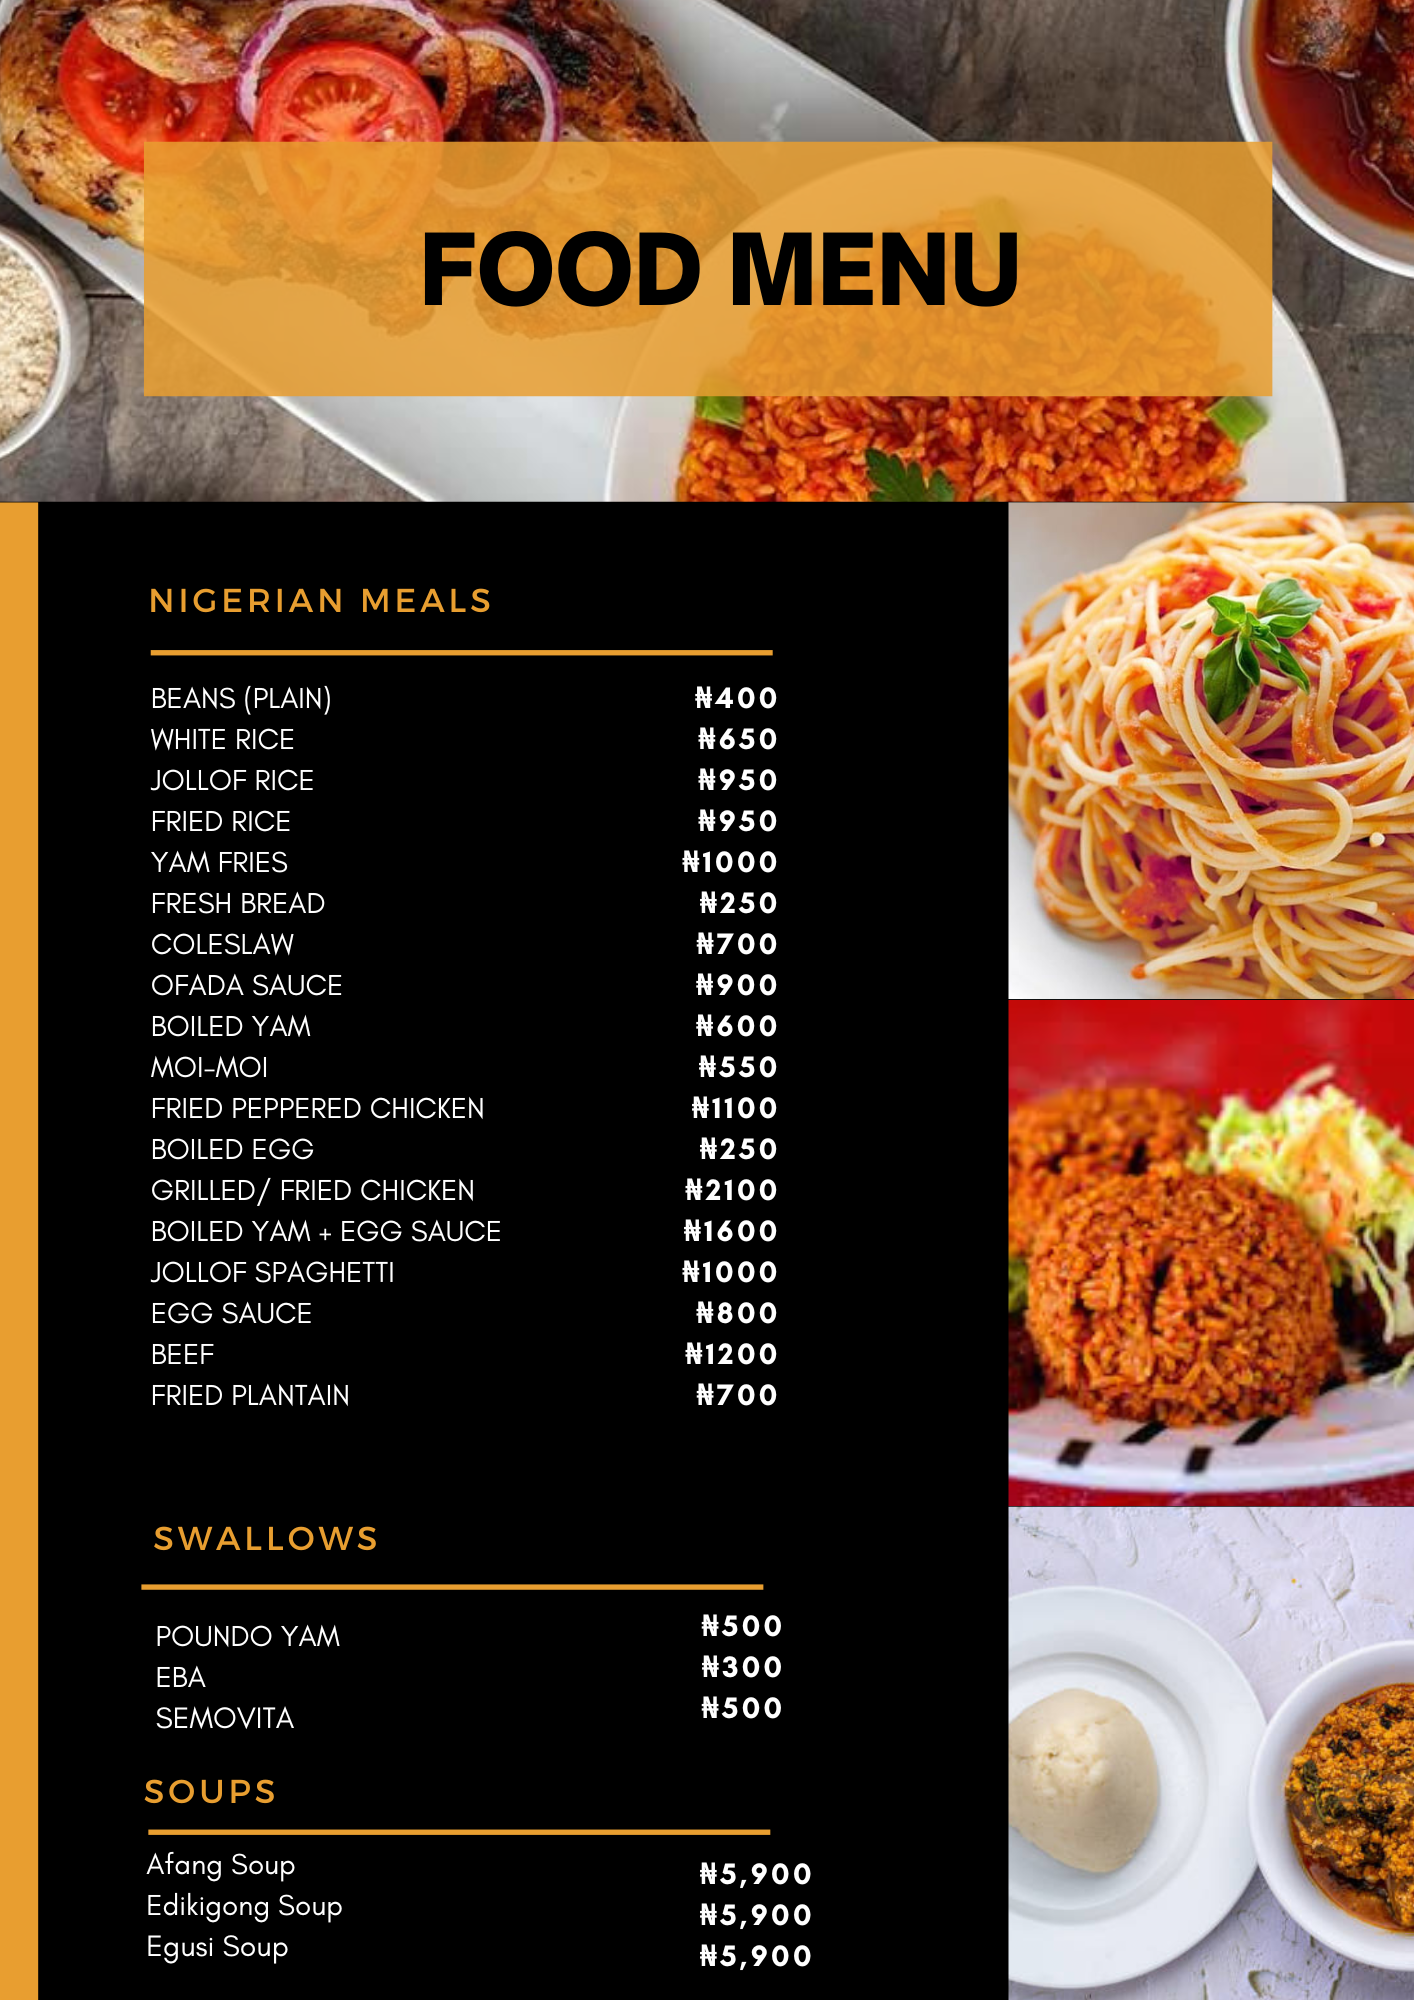 FOOD MENU
NIGERIAN MEALS
BEANS (PLAIN) ₦400
WHITE RICE ₦650
JOLLOF RICE ₦950
FRIED RICE ₦950
YAM FRIES ₦1000
FRESH BREAD ₦250
COLESLAW ₦700
OFADA SAUCE ₦900
BOILED YAM ₦600
MOI-MOI ₦550
FRIED PEPPERED CHICKEN ₦1100
BOILED EGG ₦250
GRILLED/ FRIED CHICKEN ₦2100
BOILED YAM + EGG SAUCE ₦1600
JOLLOF SPAGHETTI ₦1000
EGG SAUCE ₦800
BEEF ₦1200
FRIED PLANTAIN ₦700
SWALLOWS
POUNDO YAM ₦500
EBA ₦300
SEMOVITA ₦500
SOUPS
Afang Soup ₦5,900
Edikigong Soup ₦5,900
Egusi Soup ₦5,900